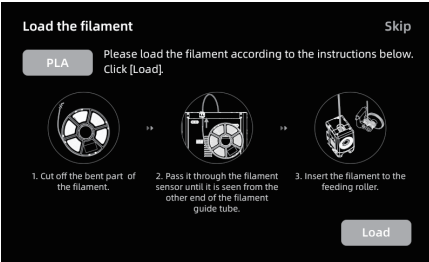 Load the filament
Skip
PLA
Please load the filament according to the instructions below.
Click [Load].
1. Cut off the bent part of
the filament.
2. Pass it through the filament
sensor until it is seen from the
other end of the filament
guide tube.
3. Insert the filament to the
feeding roller.
Load